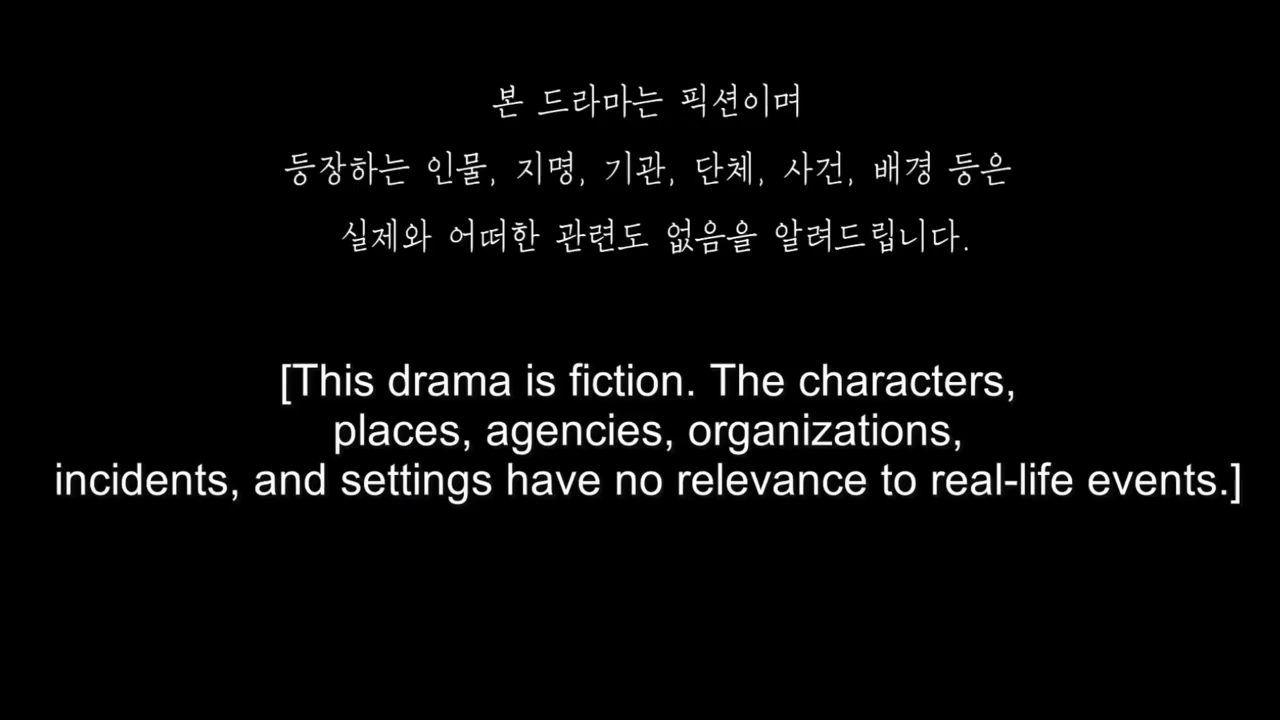 본 드라마는 픽션이며
등장하는 인물, 지명, 기관, 단체, 사건, 배경 등은
실제와 어떠한 관련도 없음을 알려드립니다.
[This drama is fiction. The characters,
places, agencies, organizations,
incidents, and settings have no relevance to real-life events.]